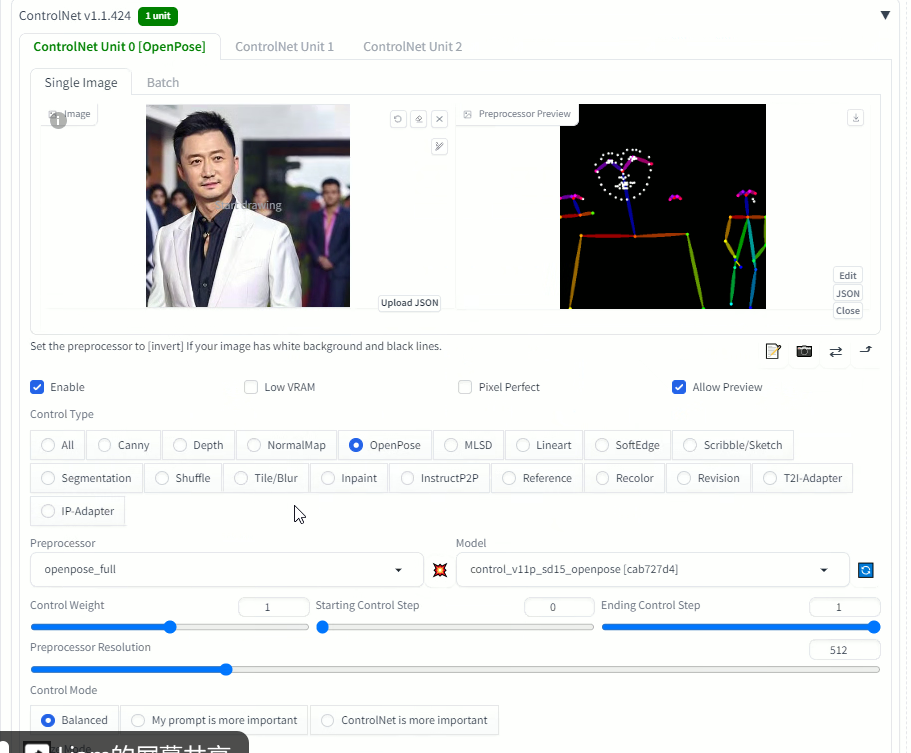 ControlNet v1.1.424 1 unit
ControlNet Unit 0 [OpenPose] ControlNet Unit 1 ControlNet Unit 2
Single Image Batch
Image
Preprocessor Preview
drawing
Upload JSON
Edit
JSON
Close
Set the preprocessor to [invert] If your image has white background and black lines.
Enable Low VRAM Pixel Perfect Allow Preview
Control Type
All Canny Depth NormalMap OpenPose MLSD Lineart SoftEdge Scribble/Sketch
Segmentation Shuffle Tile/Blur Inpaint InstructP2P Reference Recolor Revision T2I-Adapter
IP-Adapter
Preprocessor Model
openpose_full control_v11p_sd15_openpose [cab727d4]
Control Weight 1 Starting Control Step 0 Ending Control Step 1
Preprocessor Resolution 512
Control Mode
Balanced My prompt is more important ControlNet is more important